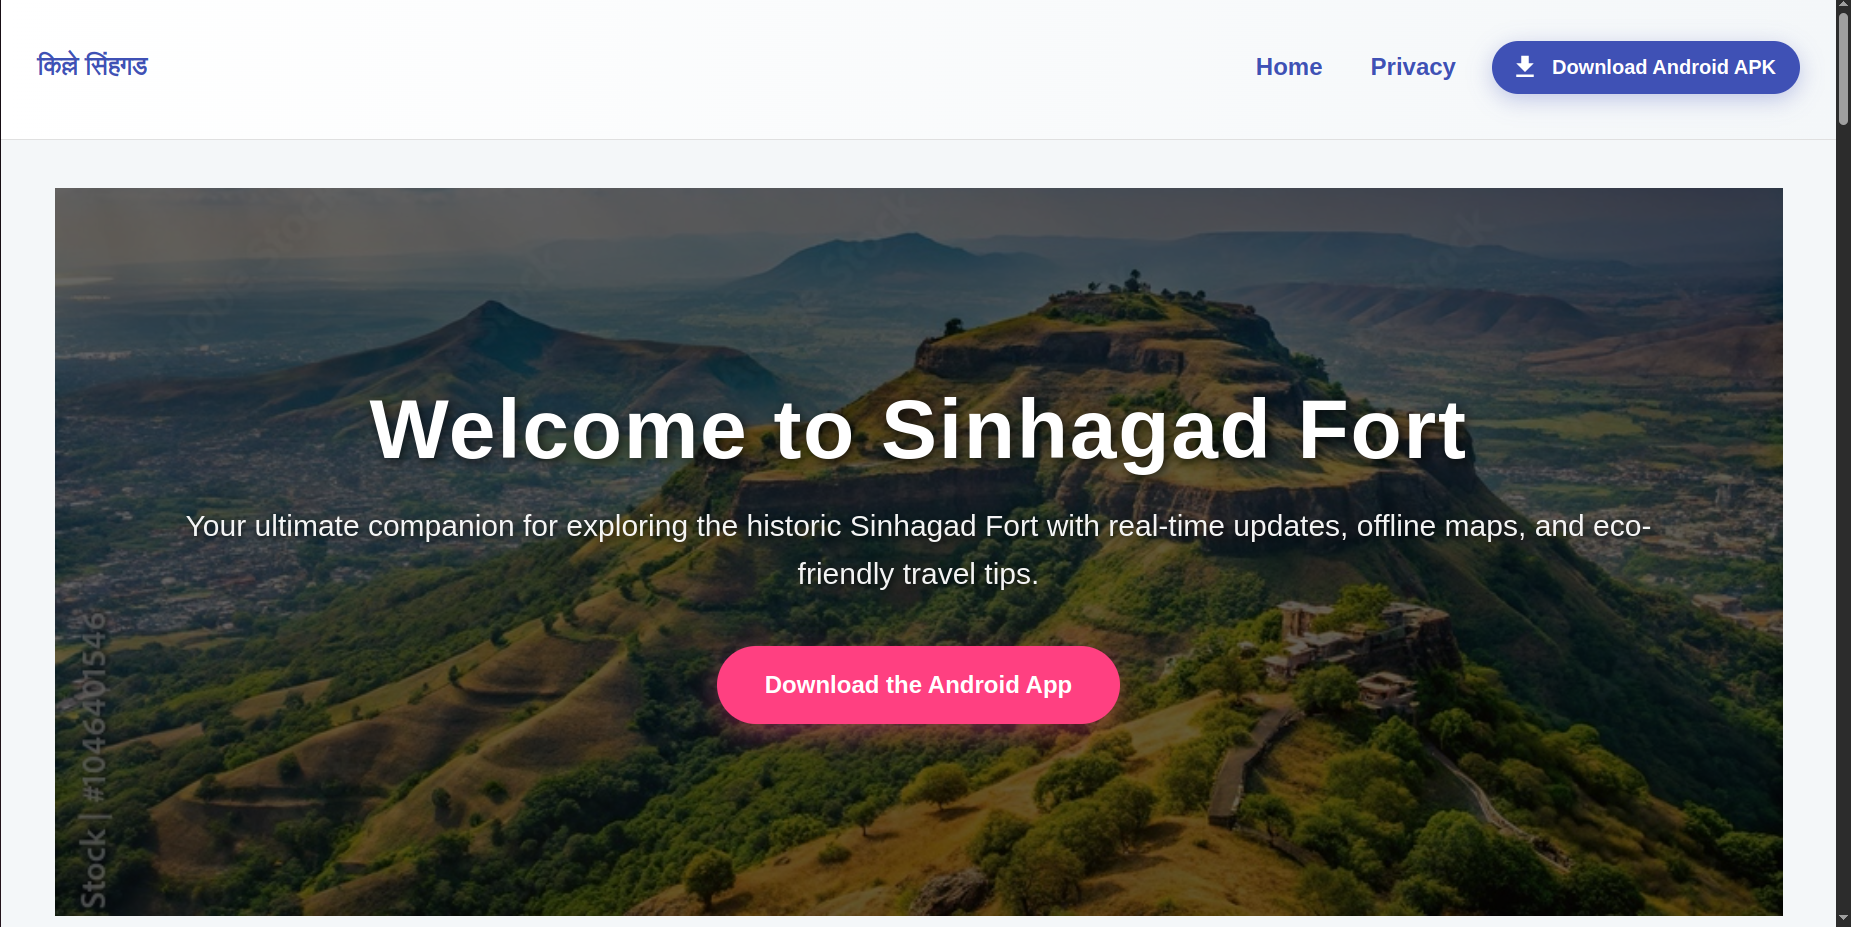 किल्ले सिंहगड
Home
Privacy
Download Android APK
Welcome to Sinhagad Fort
Your ultimate companion for exploring the historic Sinhagad Fort with real-time updates, offline maps, and eco-
friendly travel tips.
Download the Android App
Stock | #1046401546